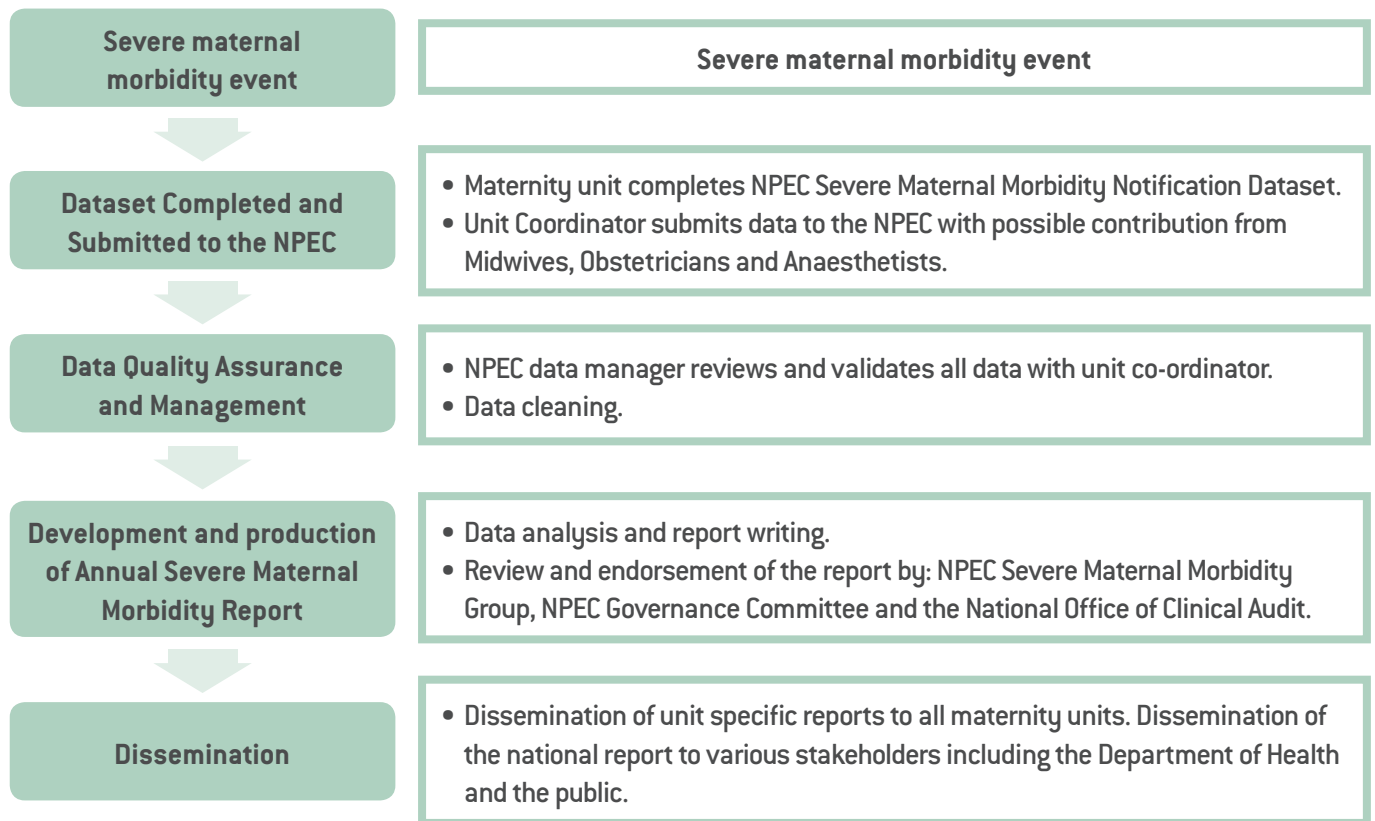 Severe maternal
morbidity event
Severe maternal morbidity event
Dataset Completed and
Submitted to the NPEC
• Maternity unit completes NPEC Severe Maternal Morbidity Notification Dataset.
• Unit Coordinator submits data to the NPEC with possible contribution from
Midwives, Obstetricians and Anaesthetists.
Data Quality Assurance
and Management
• NPEC data manager reviews and validates all data with unit co-ordinator.
• Data cleaning.
Development and production
of Annual Severe Maternal
Morbidity Report
• Data analysis and report writing.
• Review and endorsement of the report by: NPEC Severe Maternal Morbidity
Group, NPEC Governance Committee and the National Office of Clinical Audit.
Dissemination
• Dissemination of unit specific reports to all maternity units. Dissemination of
the national report to various stakeholders including the Department of Health
and the public.